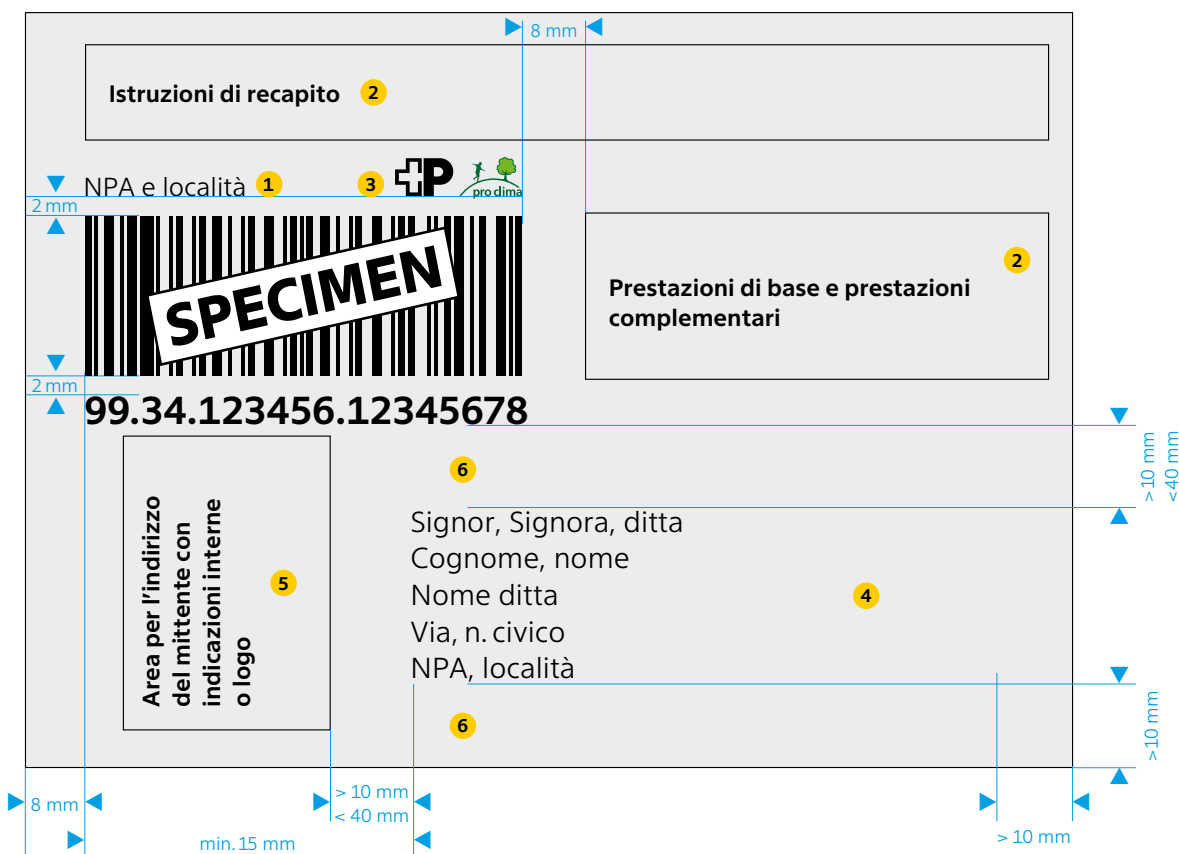 8 mm
Istruzioni di recapito 2
NPA e località 1 3 P pro clima
2 mm
SPECIMEN
2
Prestazioni di base e prestazioni
complementari
2 mm
99.34.123456.12345678
> 10 mm
< 40 mm
6
Area per l'indirizzo
del mittente con
indicazioni interne
o logo
5
Signor, Signora, ditta
Cognome, nome
Nome ditta
Via, n. civico
NPA, località
4
6
> 10 mm
8 mm
> 10 mm
< 40 mm
min. 15 mm
> 10 mm